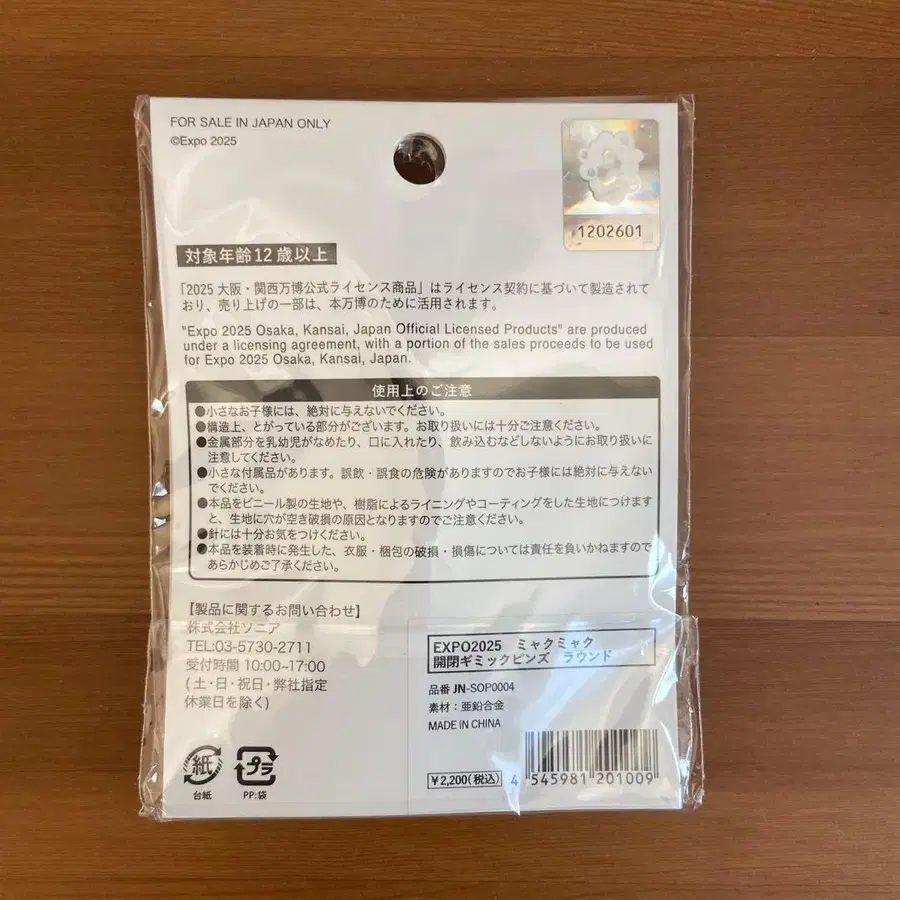 FOR SALE IN JAPAN ONLY
©Expo 2025
1202601
対象年齢12歳以上
「2025 大阪・関西万博公式ライセンス商品」はライセンス契約に基づいて製造されて
おり、売り上げの一部は、本万博のために活用されます。
"Expo 2025 Osaka, Kansai, Japan Official Licensed Products" are produced
under a licensing agreement, with a portion of the sales proceeds to be used
for Expo 2025 Osaka, Kansai, Japan.
使用上のご注意
●小さなお子様には、絶対に与えないでください。
●構造上、とがっている部分がございます。お取り扱いには十分ご注意ください。
●金属部分を乳幼児がなめたり、口に入れたり、飲み込むなどしないようにお取り扱いに
注意してください。
●小さな付属品があります。誤飲・誤食の危険がありますのでお子様には絶対に与えない
でください。
●本品をビニール製の生地や、樹脂によるライニングやコーティングをした生地につけます
と、生地に穴が空き破損の原因となりますのでご注意ください。
●針には十分お気をつけください。
●本品を装着時に発生した、衣服・梱包の破損・損傷については責任を負いかねますので
あらかじめご了承ください。
【製品に関するお問い合わせ】
株式会社ソニア
TEL:03-5730-2711
受付時間 10:00~17:00
(土・日・祝日・弊社指定
休業日を除く)
EXPO2025 ミャクミャク
開閉ギミックピンズ ラウンド
品番 JN-SOP0004
素材：亜鉛合金
MADE IN CHINA
¥2,200(税込)
4 545981 201009
紙
台紙
プラ
PP:袋